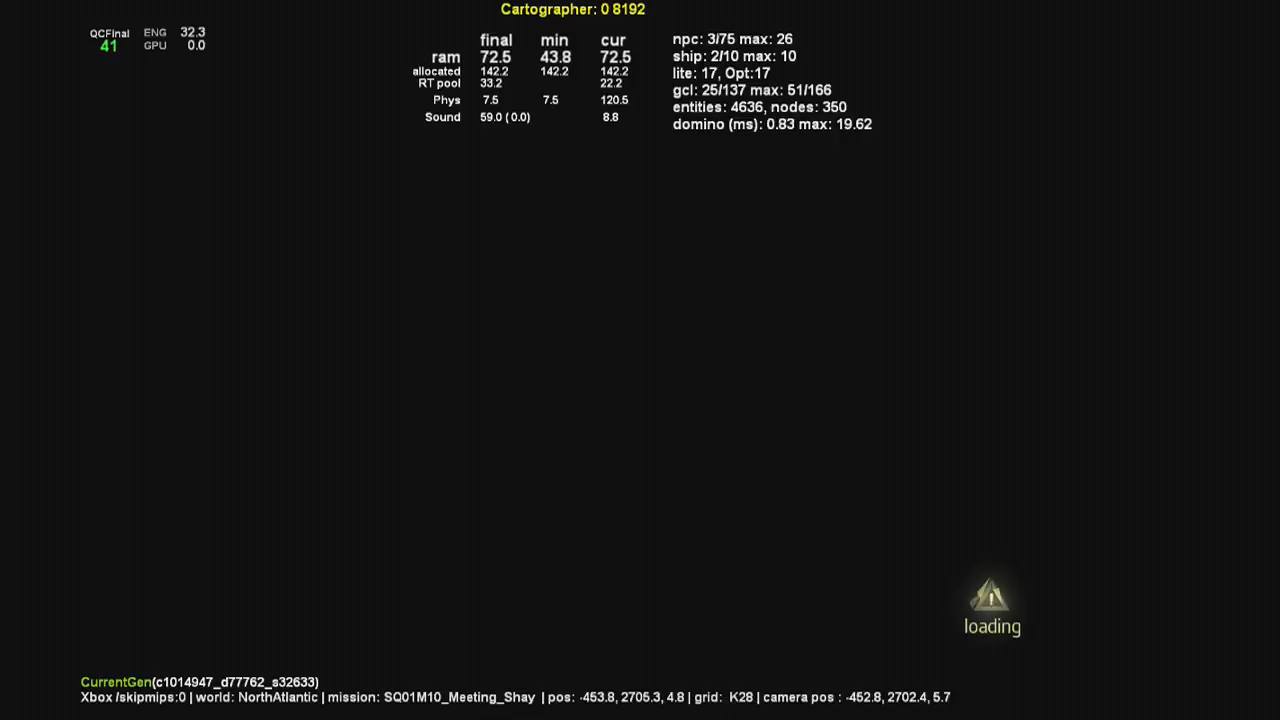 Cartographer: 0 8192
QCFinal ENG 32.3
41 GPU 0.0
final min cur
ram 72.5 43.8 72.5
allocated 142.2 142.2 142.2
RT pool 33.2 22.2
Phys 7.5 7.5 120.5
Sound 59.0 ( 0.0) 8.8
npc: 3/75 max: 26
ship: 2/10 max: 10
lite: 17, Opt:17
gcl: 25/137 max: 51/166
entities: 4636, nodes: 350
domino (ms): 0.83 max: 19.62
loading
CurrentGen(c1014947_d77762_s32633)
Xbox /skipmips:0 | world: NorthAtlantic | mission: SQ01M10_Meeting_Shay | pos: -453.8, 2705.3, 4.8 | grid: K28 | camera pos : -452.8, 2702.4, 5.7